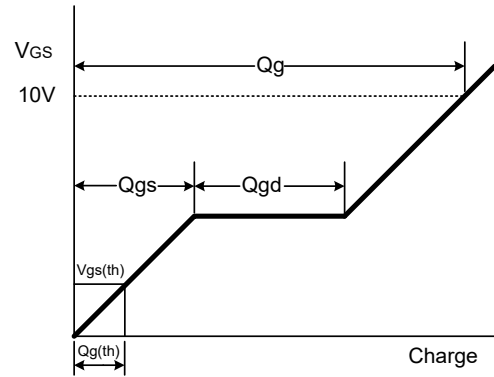 VGS
Qg
10V
Qgs
Qgd
Vgs(th)
Qg(th)
Charge